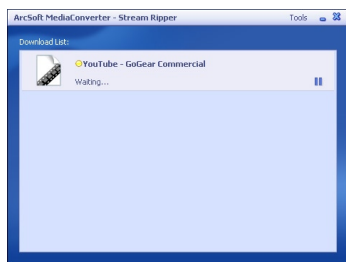 ArcSoft MediaConverter - Stream Ripper Tools
Download List:
YouTube - GoGear Commercial
Waiting...